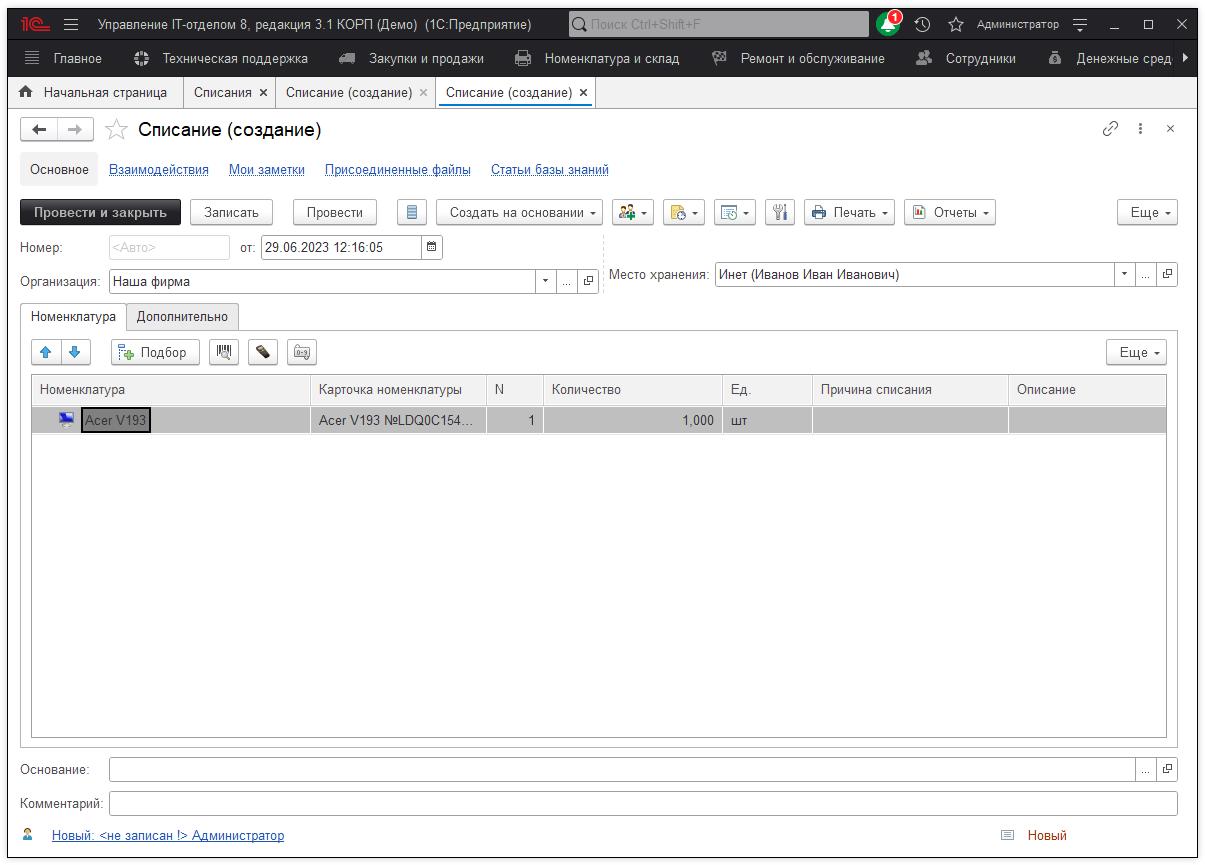 1С Управление IT-отделом 8, редакция 3.1 КОРП (Демо) (1С:Предприятие) Поиск Ctrl+Shift+F 1 Администратор
Главное Техническая поддержка Закупки и продажи Номенклатура и склад Ремонт и обслуживание Сотрудники Денежные сред
Начальная страница Списания × Списание (создание) × Списание (создание) ×
Списание (создание)
Основное Взаимодействия Мои заметки Присоединенные файлы Статьи базы знаний
Провести и закрыть Записать Провести Создать на основании Печать Отчеты Еще
Номер: <Авто> от: 29.06.2023 12:16:05
Организация: Наша фирма ... Место хранения: Инет (Иванов Иван Иванович) ...
Номенклатура Дополнительно
Подбор Еще
Номенклатура Карточка номенклатуры N Количество Ед. Причина списания Описание
Acer V193 Acer V193 №LDQ0C154... 1 1,000 шт
Основание: ...
Комментарий:
Новый: <не записан !> Администратор Новый